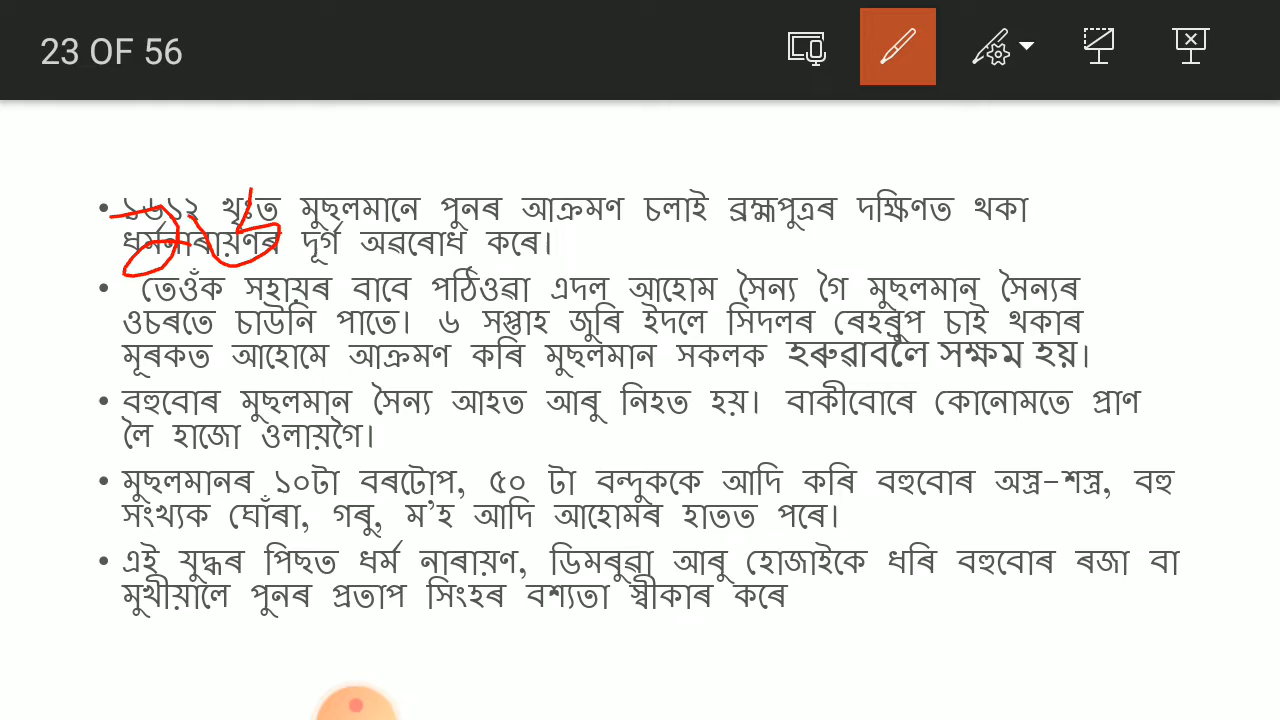 23 OF 56
• ১৬১২ খৃঃত মুছলমানে পুনৰ আক্ৰমণ চলাই ব্ৰহ্মপুত্ৰৰ দক্ষিণত থকা
ধৰ্মনাৰায়ণৰ দূৰ্গ অৱৰোধ কৰে।
• তেওঁক সহায়ৰ বাবে পঠিওৱা এদল আহোম সৈন্য গৈ মুছলমান সৈন্যৰ
ওচৰতে চাউনি পাতে। ৬ সপ্তাহ জুৰি ইদলে সিদলৰ ৰেহৰূপ চাই থকাৰ
মূৰকত আহোমে আক্ৰমণ কৰি মুছলমান সকলক হৰুৱাবলৈ সক্ষম হয়।
• বহুবোৰ মুছলমান সৈন্য আহত আৰু নিহত হয়। বাকীবোৰে কোনোমতে প্ৰাণ
লৈ হাজো ওলায়গৈ।
• মুছলমানৰ ১০টা বৰটোপ, ৫০ টা বন্দুককে আদি কৰি বহুবোৰ অস্ত্ৰ-শস্ত্ৰ, বহু
সংখ্যক ঘোঁৰা, গৰু, ম’হ আদি আহোমৰ হাতত পৰে।
• এই যুদ্ধৰ পিছত ধৰ্ম নাৰায়ণ, ডিমৰুৱা আৰু হোজাইকে ধৰি বহুবোৰ ৰজা বা
মুখীয়ালে পুনৰ প্ৰতাপ সিংহৰ বশ্যতা স্বীকাৰ কৰে